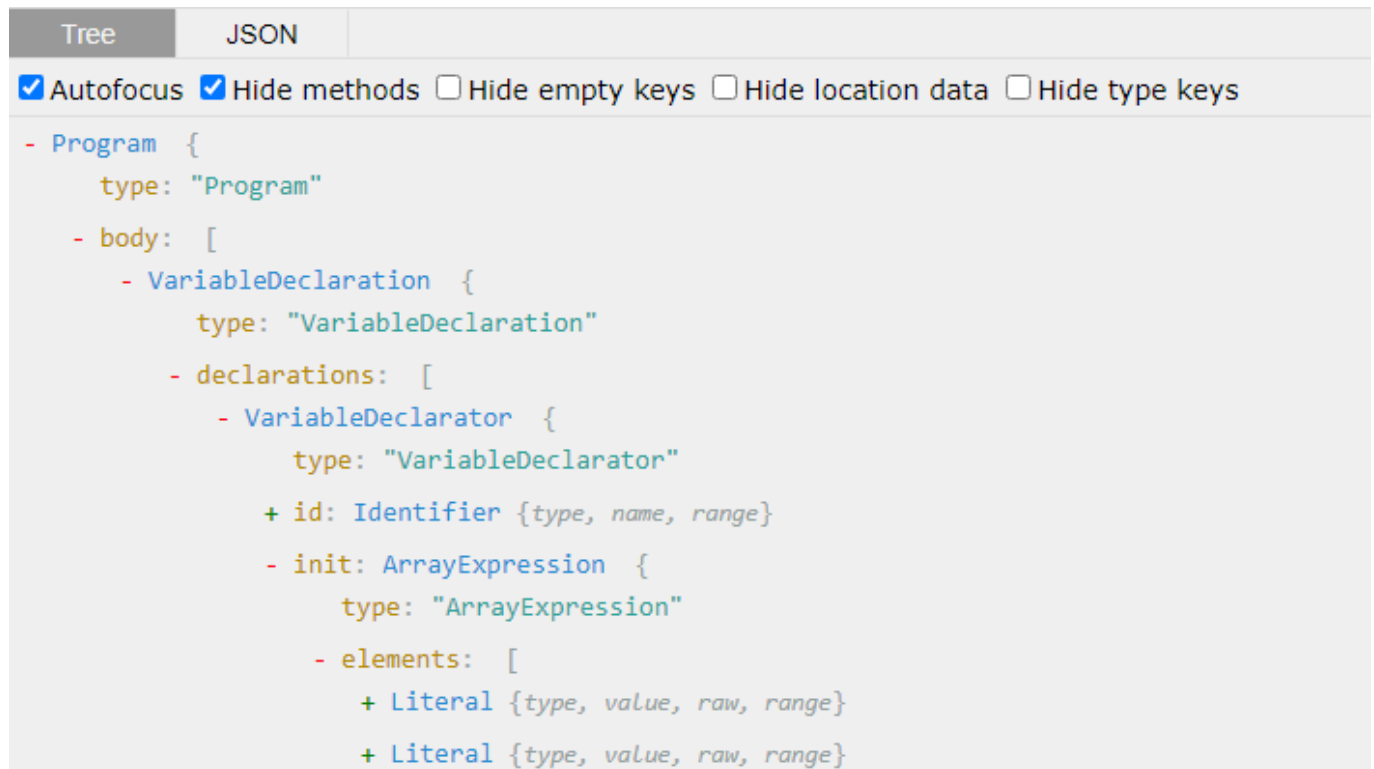 Tree JSON
Autofocus Hide methods Hide empty keys Hide location data Hide type keys
- Program {
type: "Program"
- body: [
- VariableDeclaration {
type: "VariableDeclaration"
- declarations: [
- VariableDeclarator {
type: "VariableDeclarator"
+ id: Identifier {type, name, range}
- init: ArrayExpression {
type: "ArrayExpression"
- elements: [
+ Literal {type, value, raw, range}
+ Literal {type, value, raw, range}